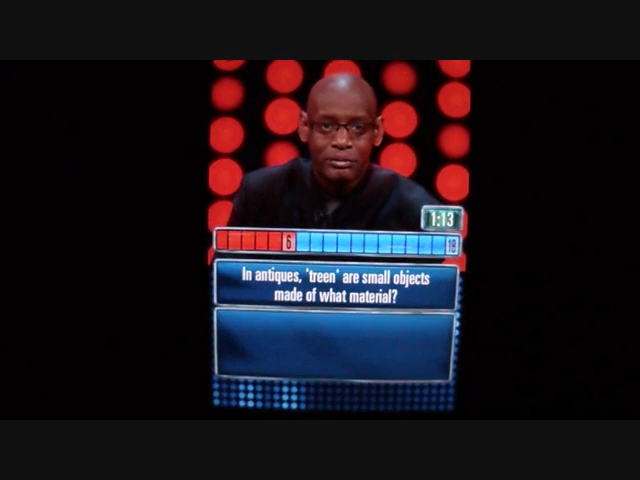 1:13
6
18
In antiques, 'treen' are small objects
made of what material?